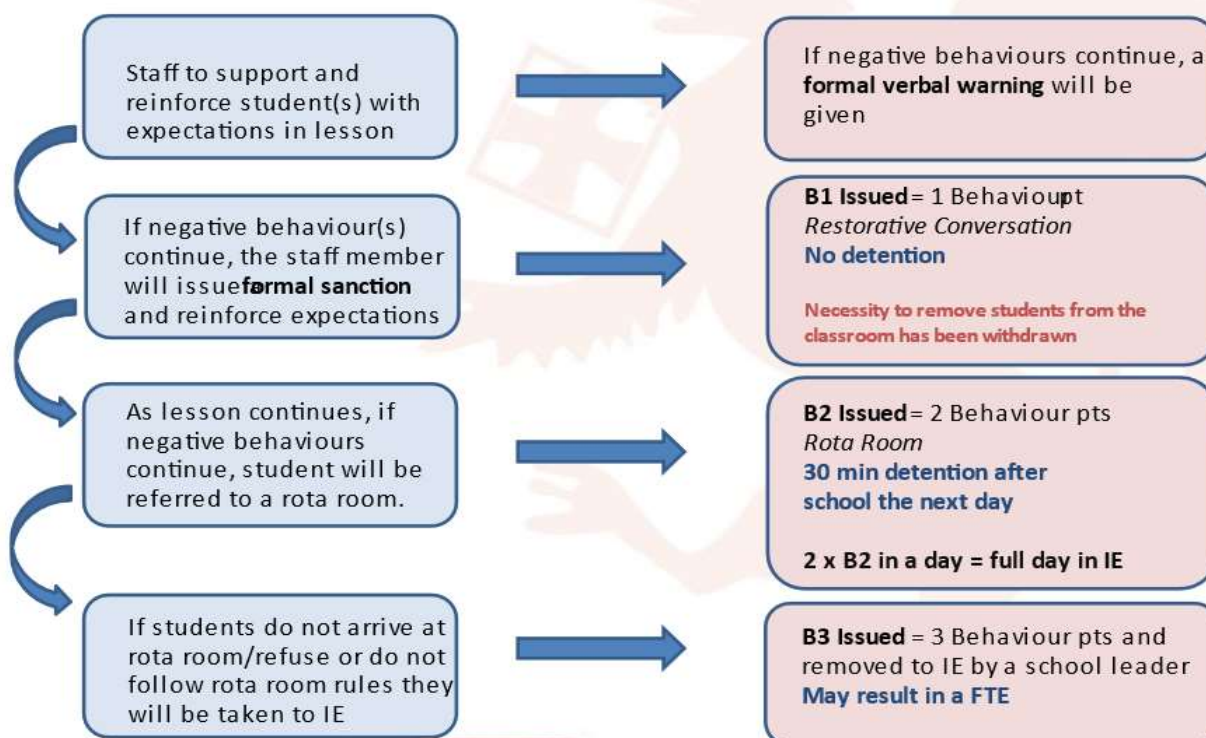 Staff to support and
reinforce student(s) with
expectations in lesson
If negative behaviours continue, a
formal verbal warning will be
given
If negative behaviour(s)
continue, the staff member
will issue formal sanction
and reinforce expectations
B1 Issued = 1 Behaviour pt
Restorative Conversation
No detention
Necessity to remove students from the
classroom has been withdrawn
As lesson continues, if
negative behaviours
continue, student will be
referred to a rota room.
B2 Issued = 2 Behaviour pts
Rota Room
30 min detention after
school the next day
2 x B2 in a day = full day in IE
If students do not arrive at
rota room/refuse or do not
follow rota room rules they
will be taken to IE
B3 Issued = 3 Behaviour pts and
removed to IE by a school leader
May result in a FTE